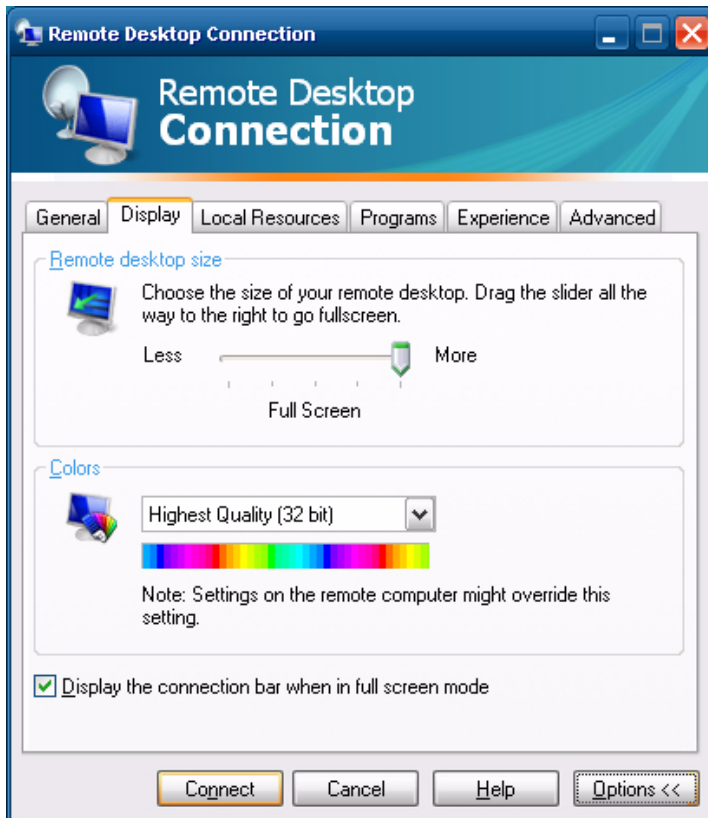 Remote Desktop Connection
Remote Desktop
Connection
General Display Local Resources Programs Experience Advanced
Remote desktop size
Choose the size of your remote desktop. Drag the slider all the
way to the right to go fullscreen.
Less More
Full Screen
Colors
Highest Quality (32 bit)
Note: Settings on the remote computer might override this
setting.
Display the connection bar when in full screen mode
Connect Cancel Help Options <<